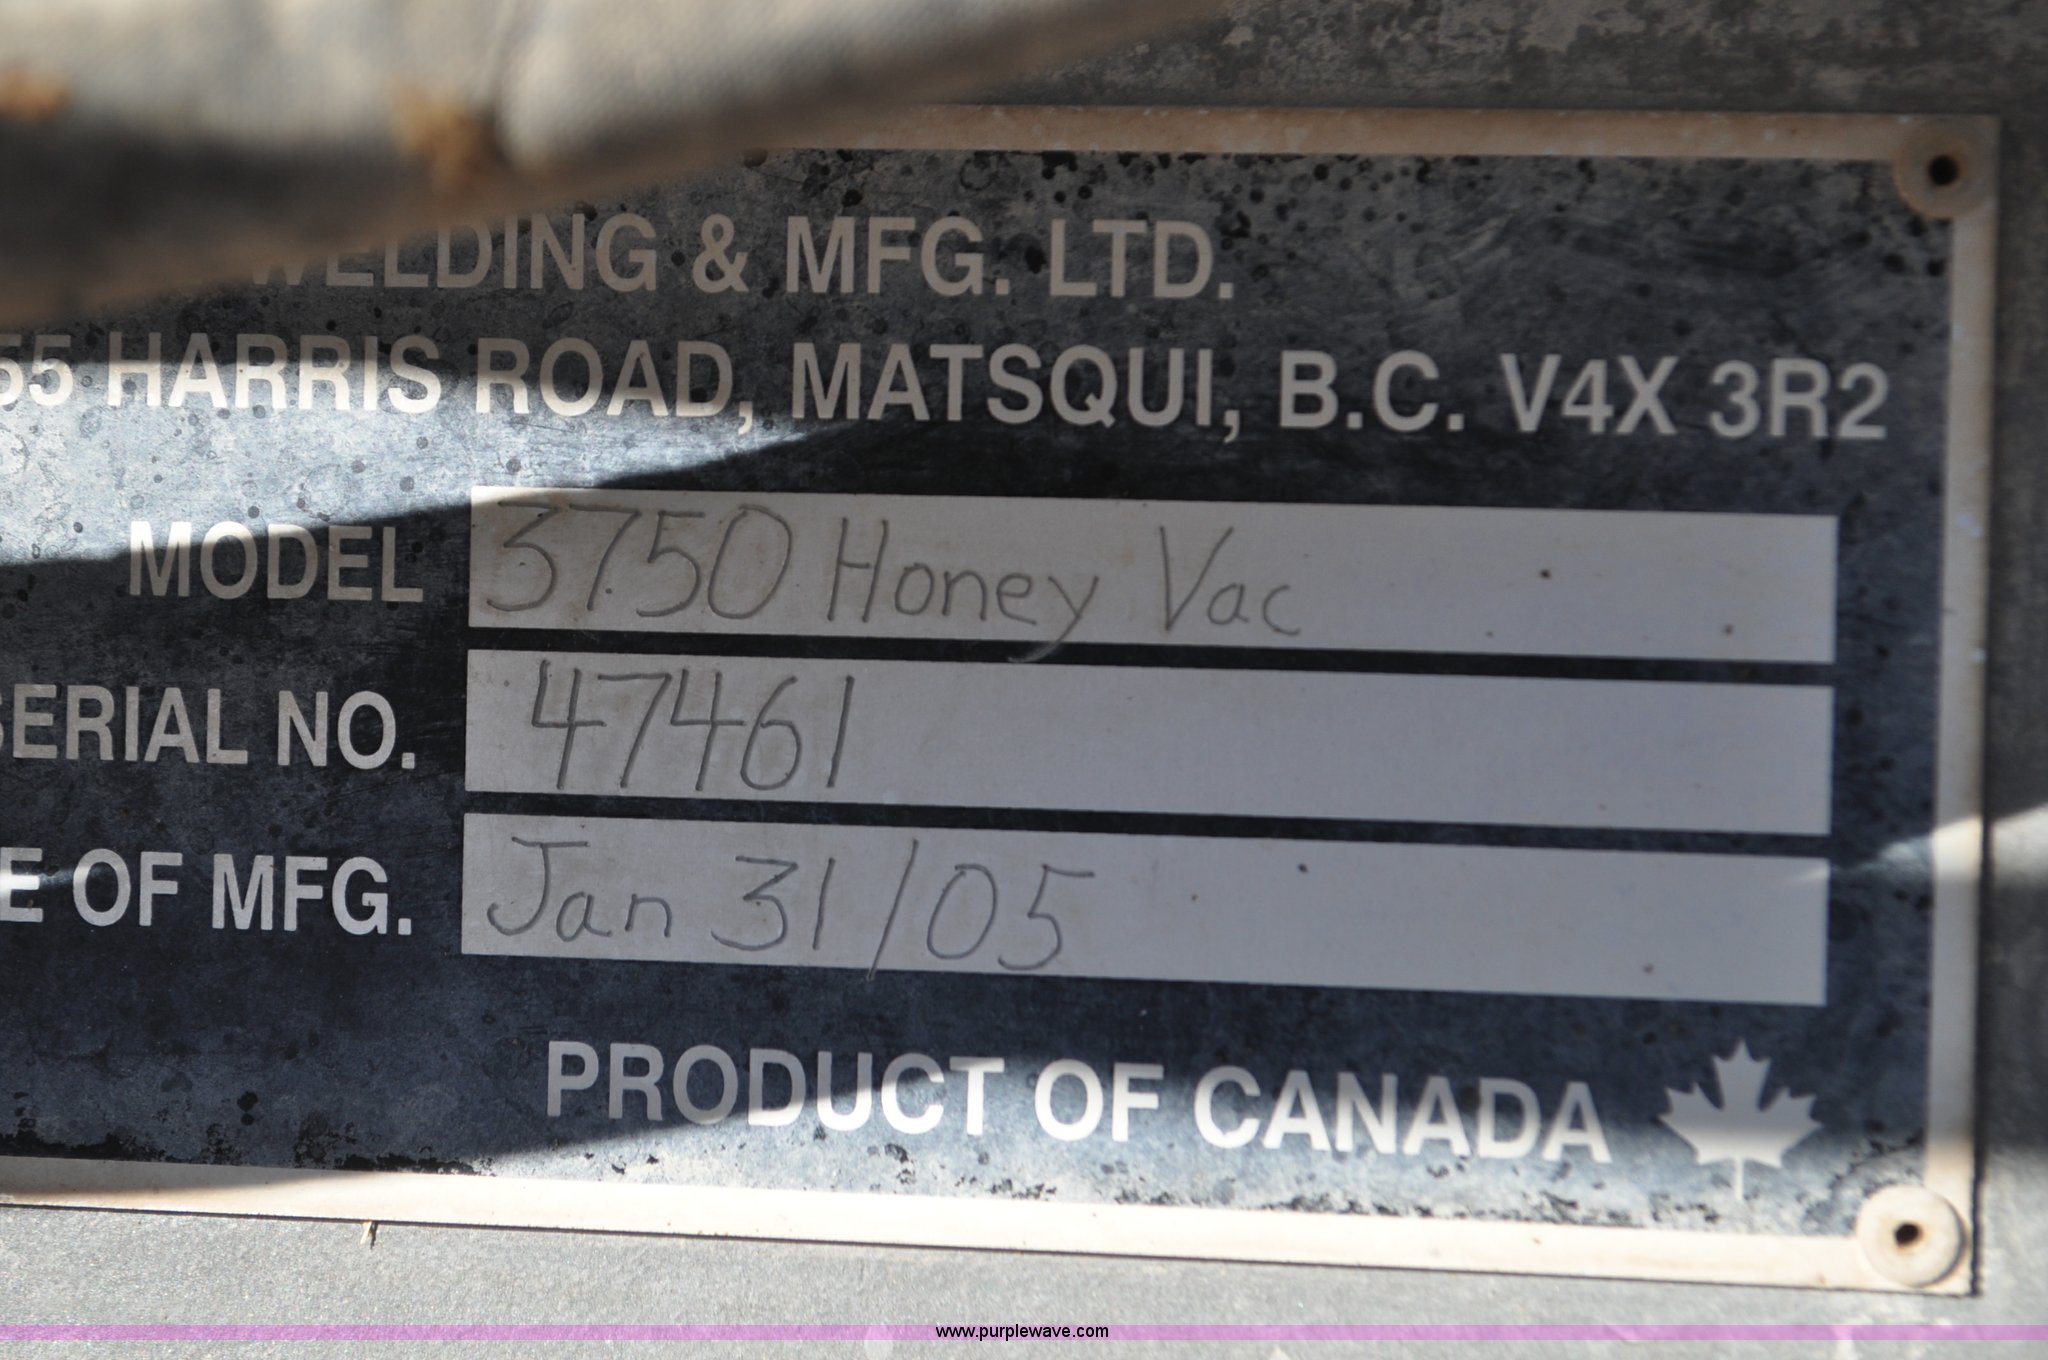 WELDING & MFG. LTD.
55 HARRIS ROAD, MATSQUI, B.C. V4X 3R2
MODEL 3750 Honey Vac
SERIAL NO. 47461
E OF MFG. Jan 31/05
PRODUCT OF CANADA
www.purplewave.com